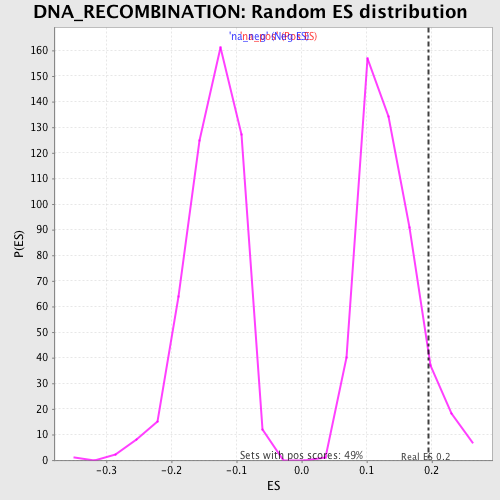 DNA_RECOMBINATION: Random ES distribution
160
150
140
130
120
110
100
90
80
70
60
50
40
30
20
10
0
P(ES)
Sets with pos scores: 49%
Real ES 0.2
-0.3 -0.2 -0.1 0.0 0.1 0.2
ES